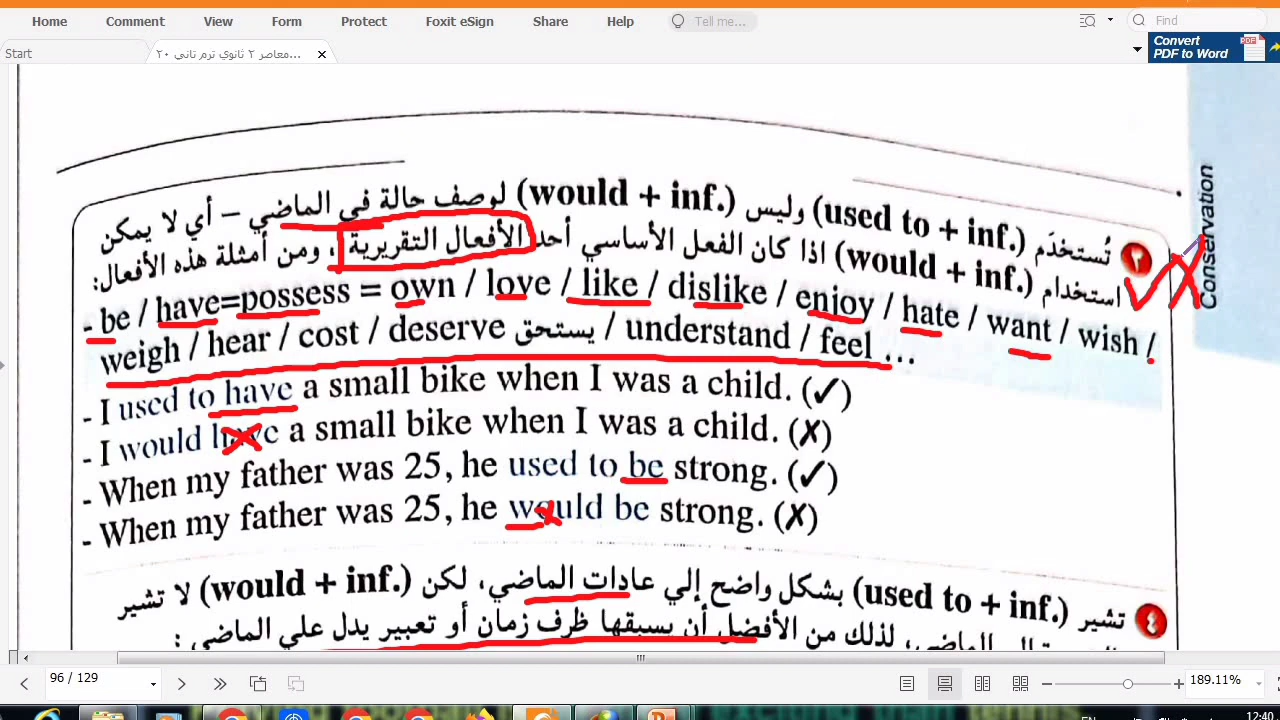 Home Comment View Form Protect Foxit eSign Share Help Tell me... Find
Start
معاصر ٢ ثانوي ترم تاني ٢٠...
Convert
PDF to Word
Conservation
٣ تُستخدَم (used to + inf.) وليس (would + inf.) لوصف حالة في الماضي – أي لا يمكن
استخدام (would + inf.) اذا كان الفعل الأساسي أحد الأفعال التقريرية ، ومن أمثلة هذه الأفعال:
- be / have=possess = own / love / like / dislike / enjoy / hate / want / wish /
weigh / hear / cost / deserve يستحق / understand / feel ...
- I used to have a small bike when I was a child. (✓)
- I would have a small bike when I was a child. (✗)
- When my father was 25, he used to be strong. (✓)
- When my father was 25, he would be strong. (✗)
٤ تشير (used to + inf.) بشكل واضح إلي عادات الماضي، لكن (would + inf.) لا تشير
الماضي، لذلك من الأفضل أن يسبقها ظرف زمان أو تعبير يدل علي الماضي :
96 / 129
189.11%
EN 12:40